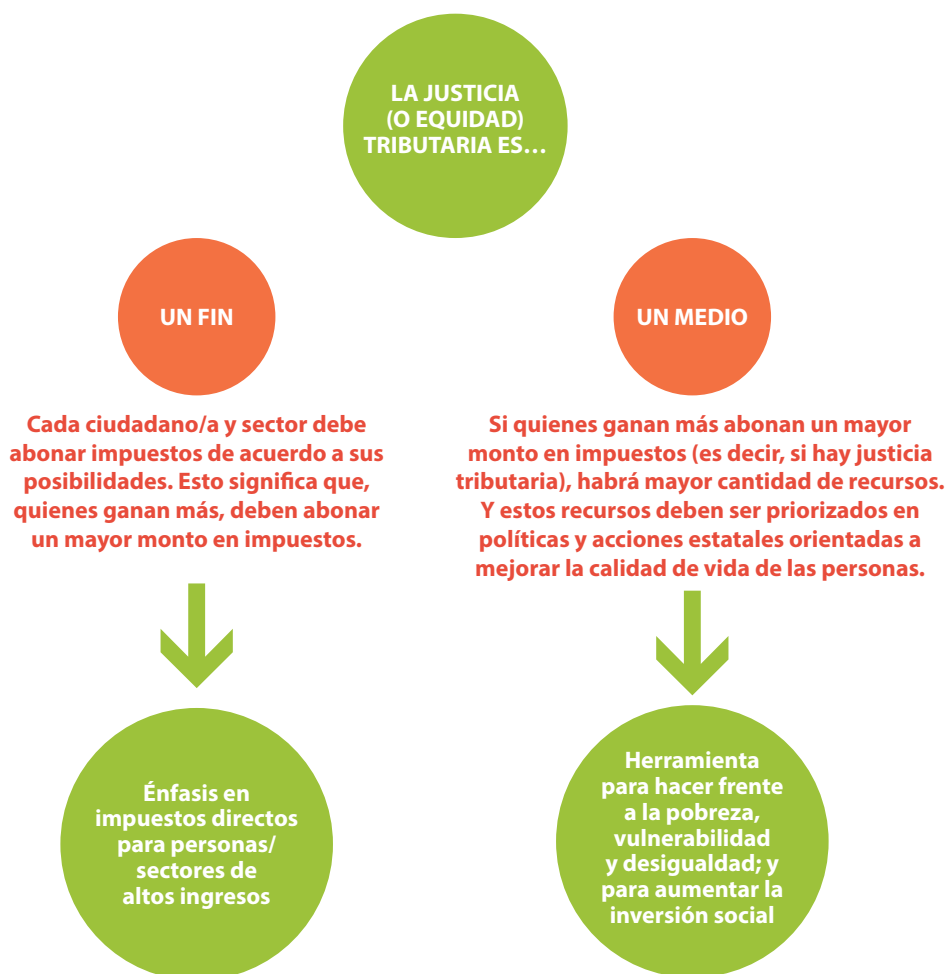 LA JUSTICIA
(O EQUIDAD)
TRIBUTARIA ES...
UN FIN
Cada ciudadano/a y sector debe
abonar impuestos de acuerdo a sus
posibilidades. Esto significa que,
quienes ganan más, deben abonar
un mayor monto en impuestos.
Énfasis en
impuestos directos
para personas/
sectores de
altos ingresos
UN MEDIO
Si quienes ganan más abonan un mayor
monto en impuestos (es decir, si hay justicia
tributaria), habrá mayor cantidad de recursos.
Y estos recursos deben ser priorizados en
políticas y acciones estatales orientadas a
mejorar la calidad de vida de las personas.
Herramienta
para hacer frente
a la pobreza,
vulnerabilidad
y desigualdad; y
para aumentar la
inversión social